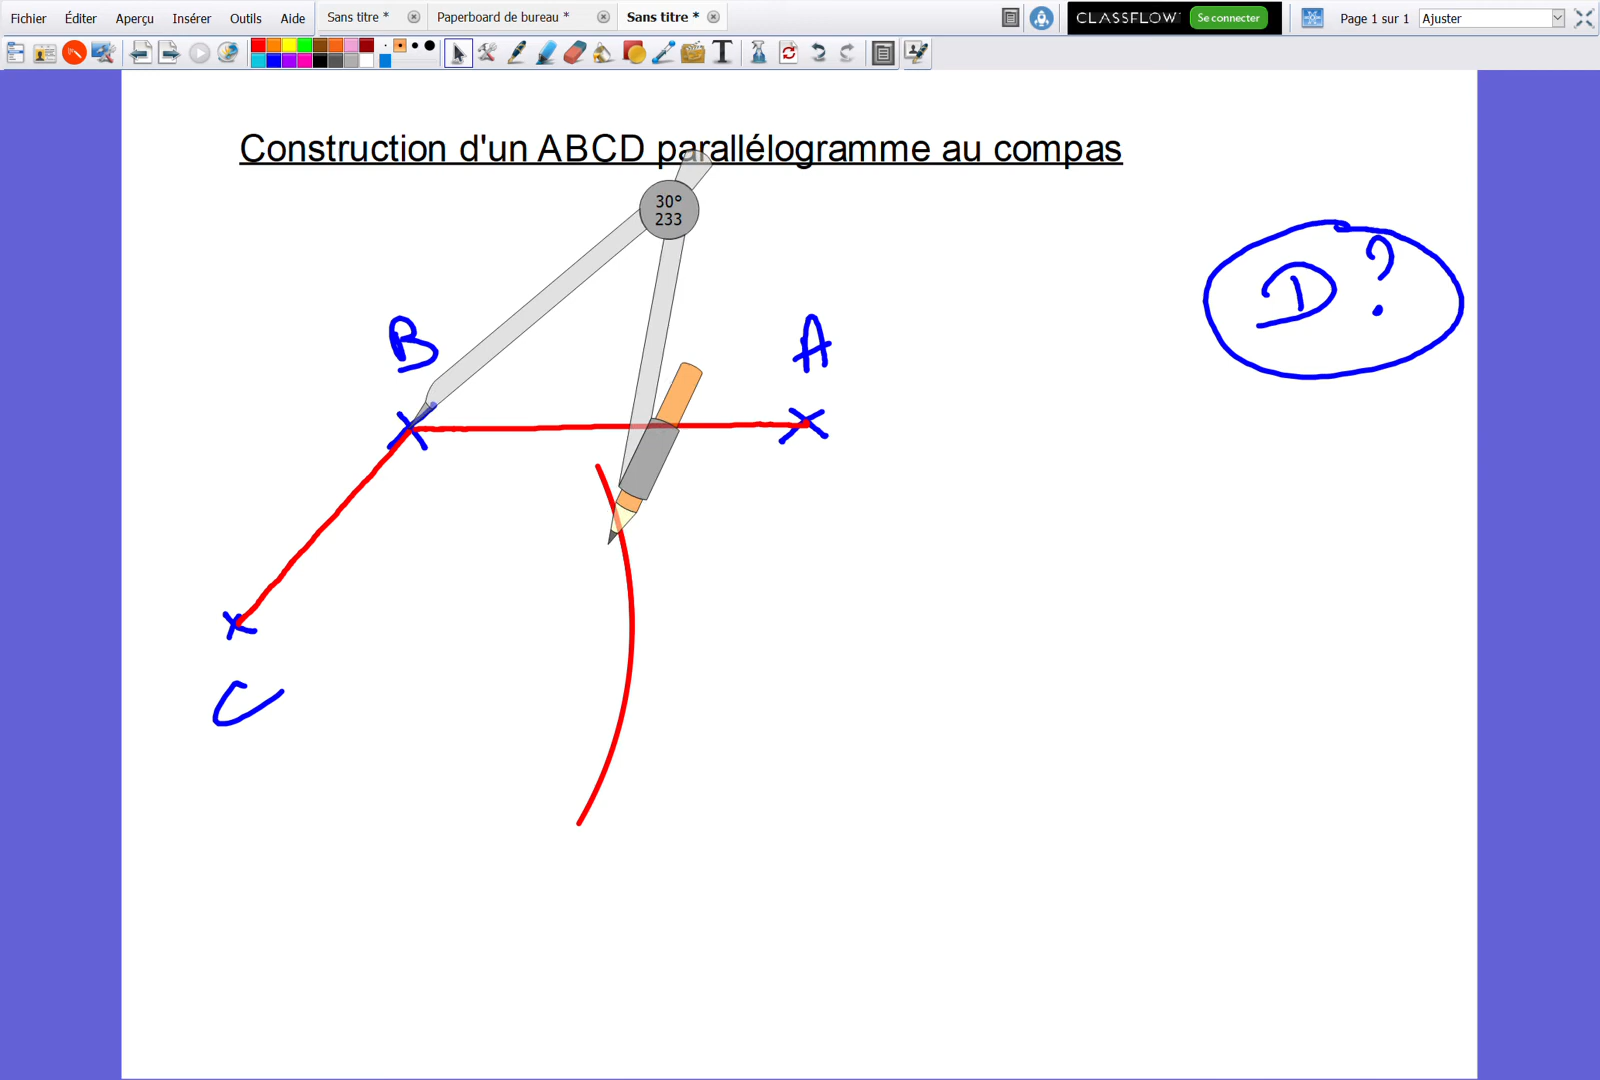 Fichier Éditer Aperçu Insérer Outils Aide
Sans titre * Paperboard de bureau * Sans titre *
CLASSFLOW Se connecter
Page 1 sur 1 Ajuster
T
Construction d'un ABCD parallélogramme au compas
30°
233
D ?
B
A
C